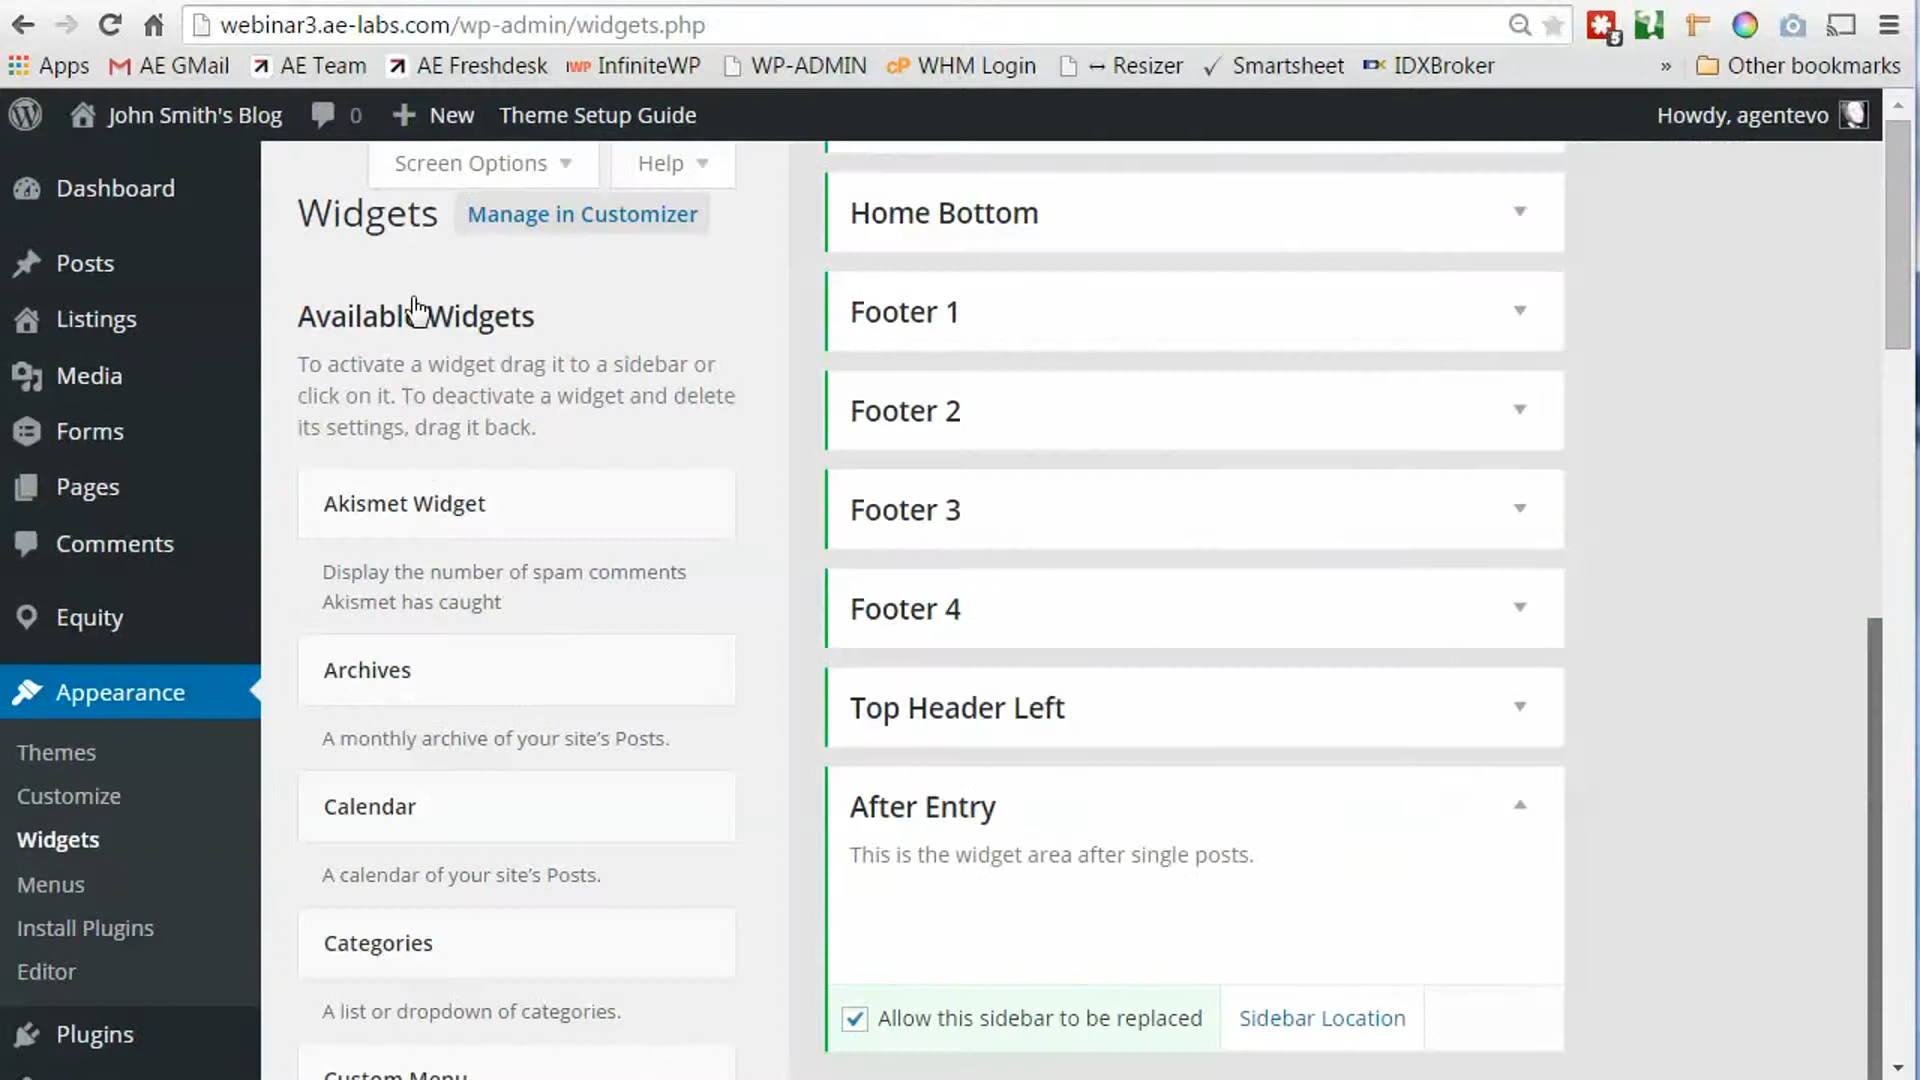 webinar3.ae-labs.com/wp-admin/widgets.php
5
Apps
AE GMail
AE Team
AE Freshdesk
IWP InfiniteWP
WP-ADMIN
cP WHM Login
↔ Resizer
Smartsheet
IDXBroker
»
Other bookmarks
John Smith's Blog
0
New
Theme Setup Guide
Howdy, agentevo
Dashboard
Posts
Listings
Media
Forms
Pages
Comments
Equity
Appearance
Themes
Customize
Widgets
Menus
Install Plugins
Editor
Plugins
Screen Options
Help
Widgets
Manage in Customizer
Available Widgets
To activate a widget drag it to a sidebar or
click on it. To deactivate a widget and delete
its settings, drag it back.
Akismet Widget
Display the number of spam comments
Akismet has caught
Archives
A monthly archive of your site's Posts.
Calendar
A calendar of your site's Posts.
Categories
A list or dropdown of categories.
Custom Menu
Home Bottom
Footer 1
Footer 2
Footer 3
Footer 4
Top Header Left
After Entry
This is the widget area after single posts.
Allow this sidebar to be replaced
Sidebar Location